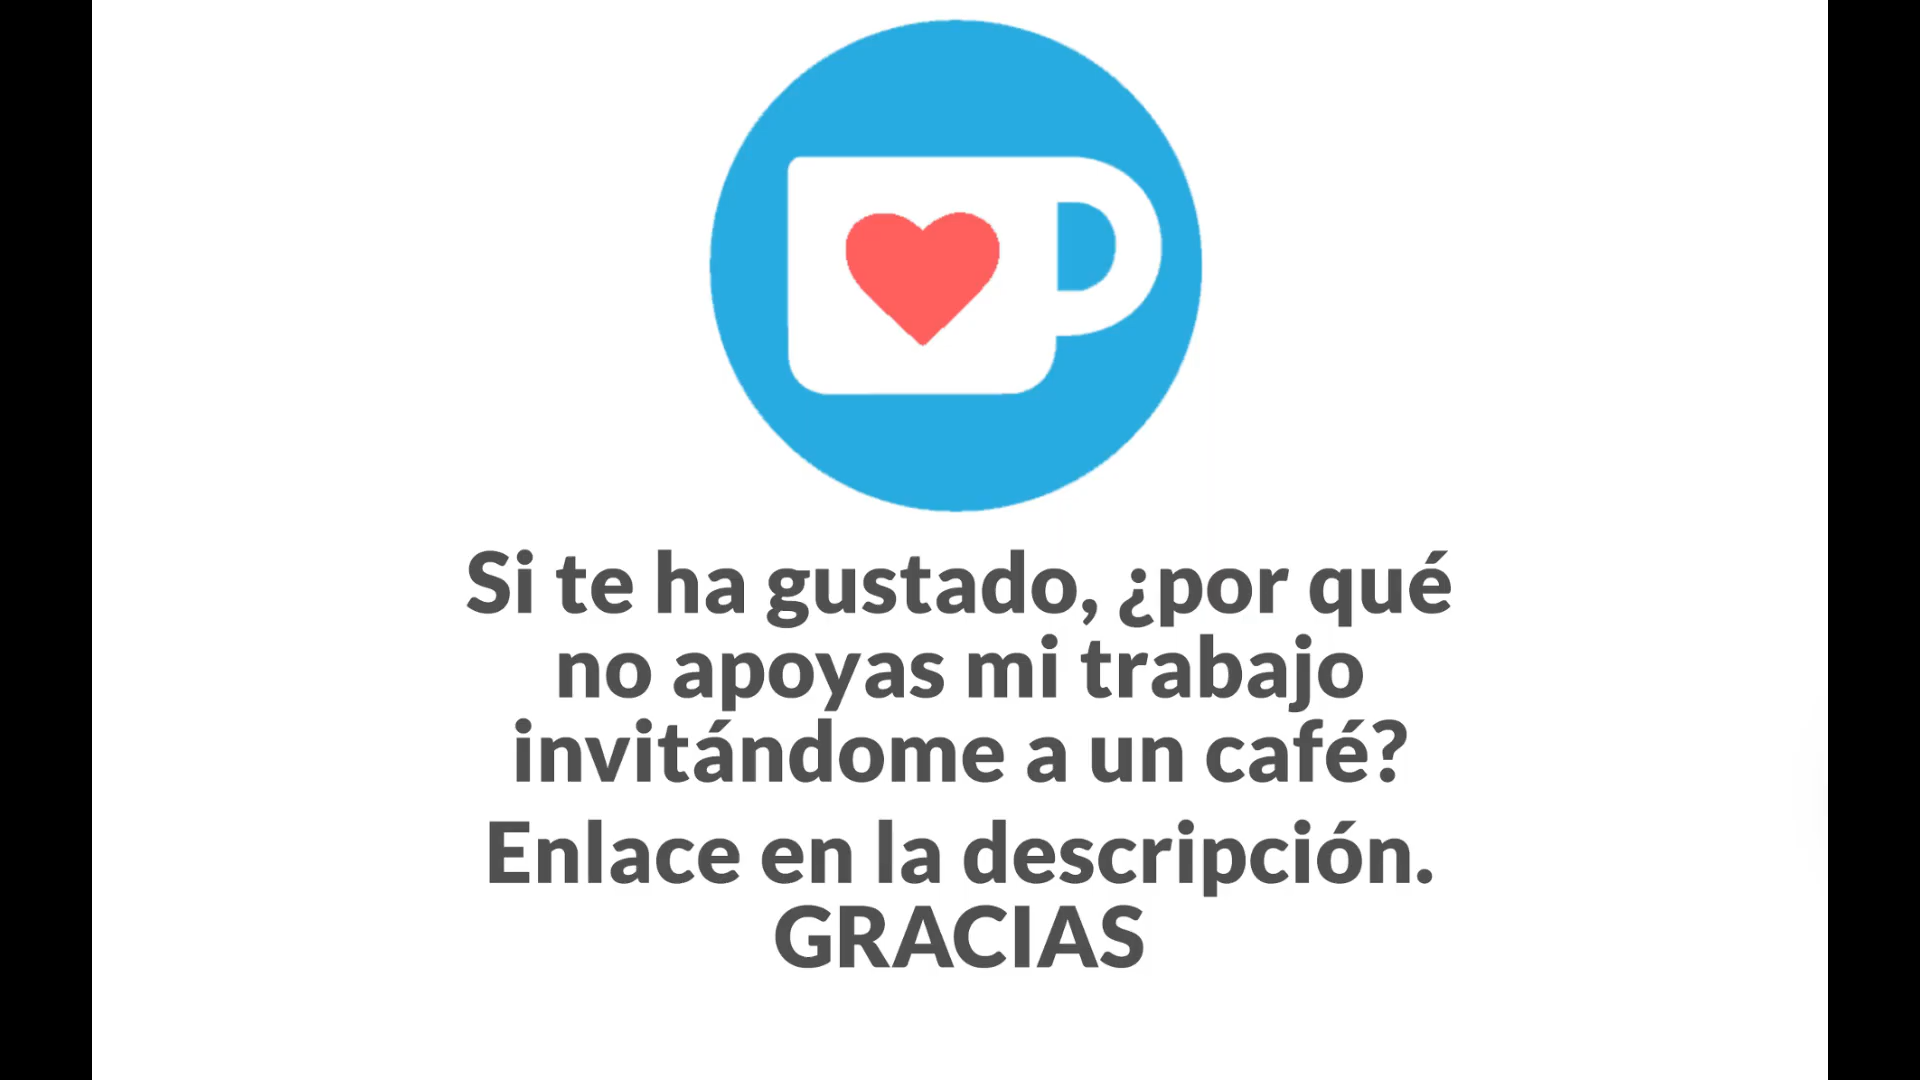 Si te ha gustado, ¿por qué
no apoyas mi trabajo
invitándome a un café?
Enlace en la descripción.
GRACIAS